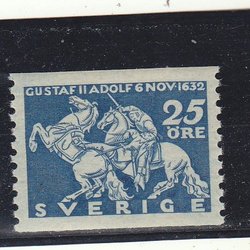 GUSTAF II ADOLF 6 NOV·1632
25
ÖRE
SVERIGE